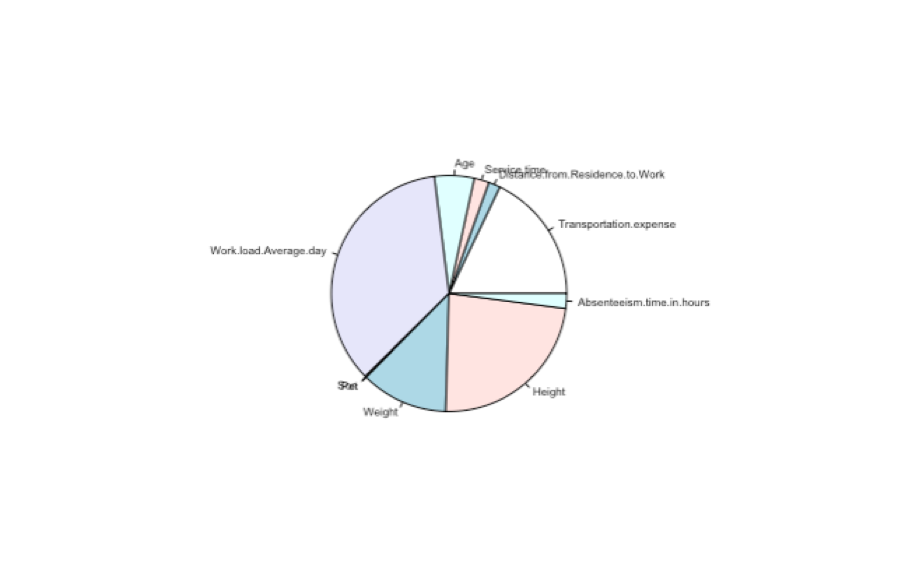 Age
Service.time
Distance.from.Residence.to.Work
Transportation.expense
Work.load.Average.day
Absenteeism.time.in.hours
Pet
Height
Weight